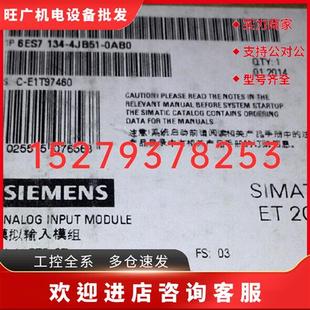 旺广机电设备批发
实力商家
支持公对公
型号齐全
1P 6ES7 134-4JB51-0AB0
QTY: 1
01.2014
S: C-E1T97460
PLEASE READ THE NOTES IN THE
RELEVANT MANUAL BEFORE SYSTEM STARTUP
THE SIMATIC CATALOG CONTAINS ORDERING
DATA FOR THE MANUALS
15279378253
SIEMENS
SIMAT
ANALOG INPUT MODULE
ET 20
模拟输入模组
FS: 03
工控全系 多仓速发
欢迎进店咨询客服